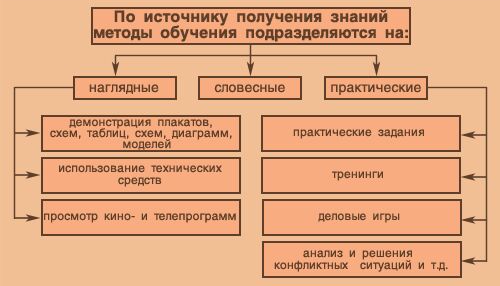 По источнику получения знаний
методы обучения подразделяются на:
наглядные
словесные
практические
демонстрация плакатов,
схем, таблиц, схем, диаграмм,
моделей
использование технических
средств
просмотр кино- и телепрограмм
практические задания
тренинги
деловые игры
анализ и решения
конфликтных ситуаций и т.д.